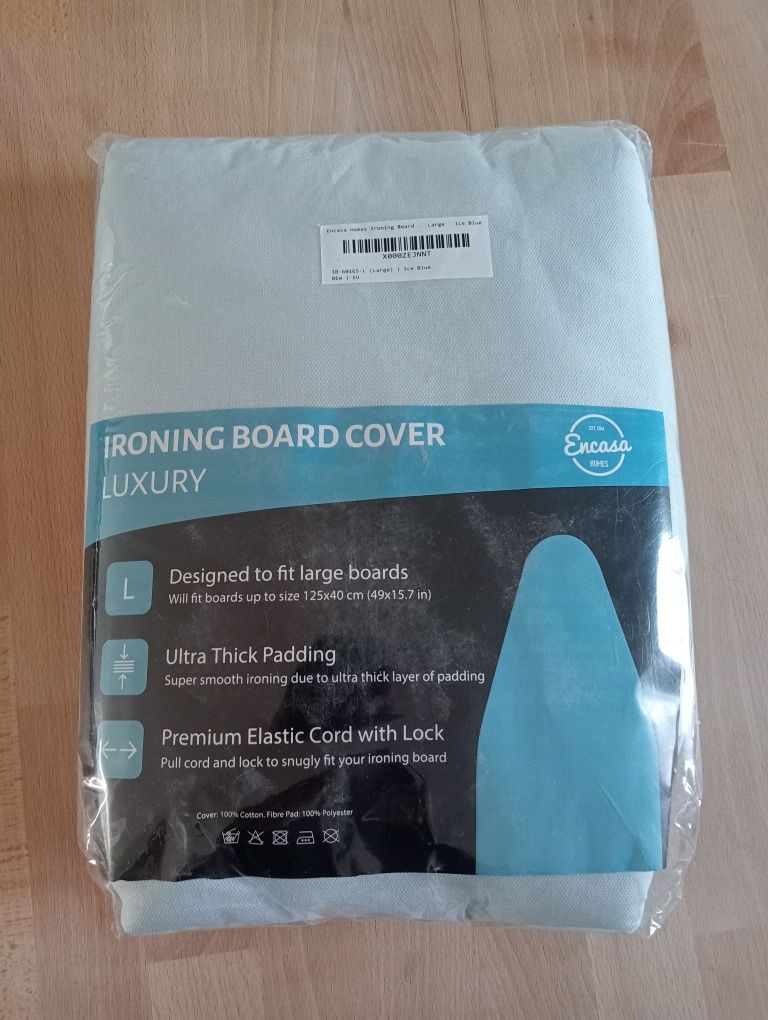 Encasa Homes Ironing Board ... Large - Ice Blue
X000ZEJNNT
IB-60165-L (Large) | Ice Blue
NEW | EU
IRONING BOARD COVER
LUXURY
EST. 2014
Encasa
HOMES
L
Designed to fit large boards
Will fit boards up to size 125x40 cm (49x15.7 in)
Ultra Thick Padding
Super smooth ironing due to ultra thick layer of padding
Premium Elastic Cord with Lock
Pull cord and lock to snugly fit your ironing board
Cover: 100% Cotton, Fibre Pad: 100% Polyester